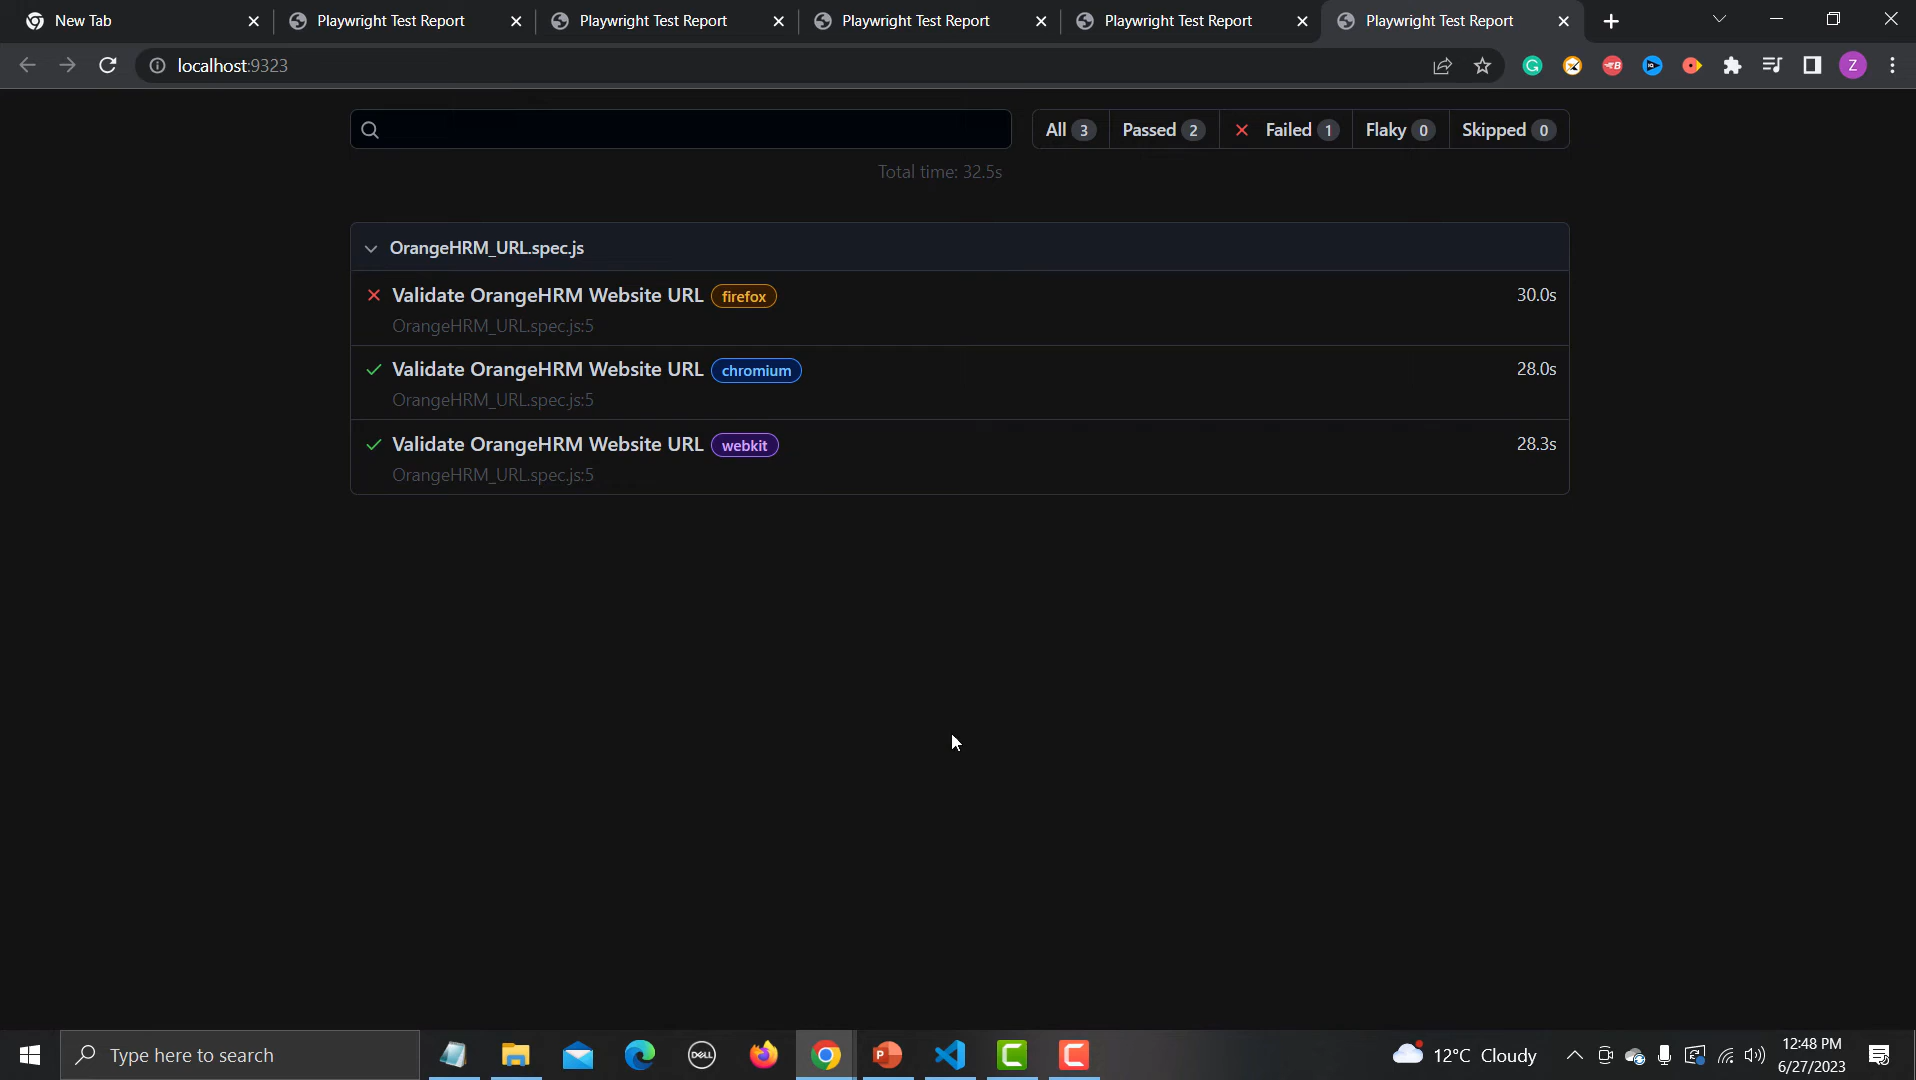 New Tab
Playwright Test Report
Playwright Test Report
Playwright Test Report
Playwright Test Report
Playwright Test Report
localhost:9323
Z
All 3
Passed 2
Failed 1
Flaky 0
Skipped 0
Total time: 32.5s
OrangeHRM_URL.spec.js
Validate OrangeHRM Website URL firefox 30.0s
OrangeHRM_URL.spec.js:5
Validate OrangeHRM Website URL chromium 28.0s
OrangeHRM_URL.spec.js:5
Validate OrangeHRM Website URL webkit 28.3s
OrangeHRM_URL.spec.js:5
Type here to search
DELL
12°C Cloudy
12:48 PM
6/27/2023